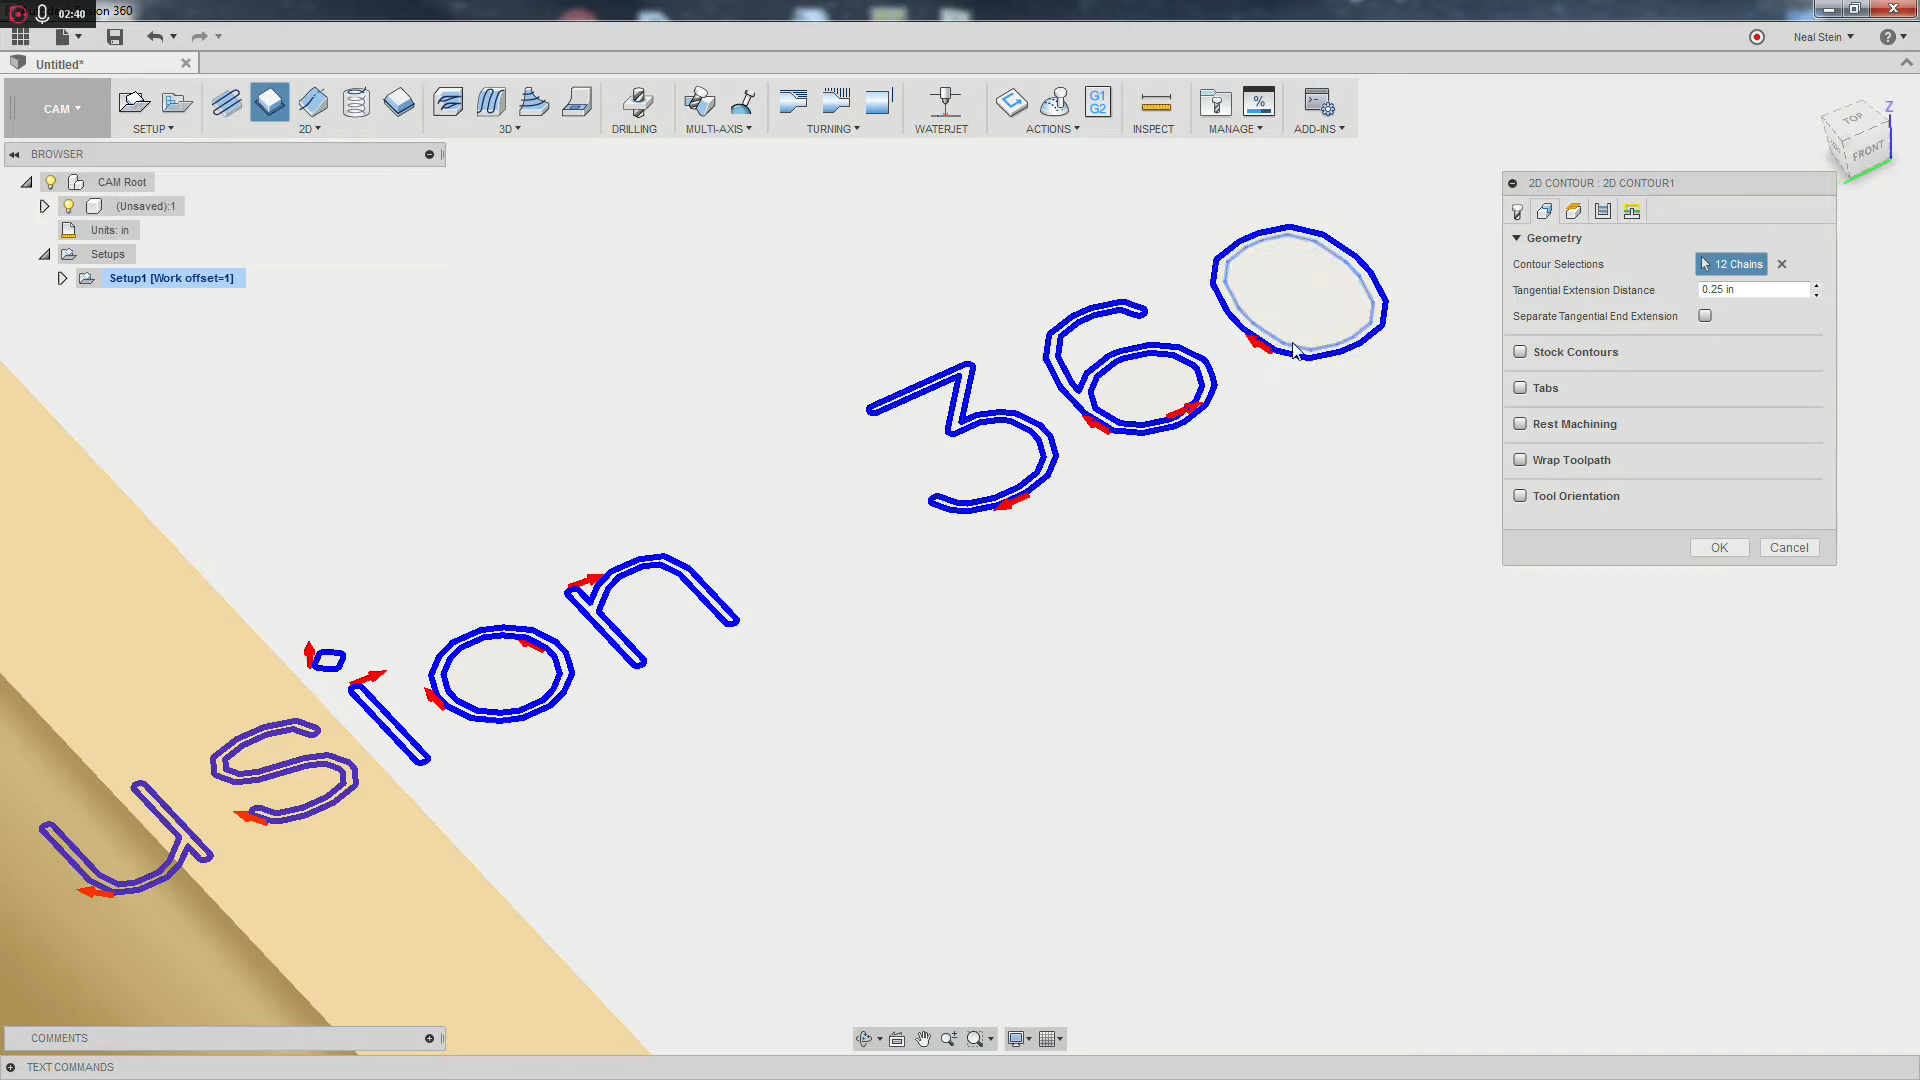 02:40
Fusion 360
Neal Stein
Untitled*
CAM
SETUP
2D
3D
DRILLING
MULTI-AXIS
TURNING
WATERJET
G1
G2
ACTIONS
INSPECT
%
MANAGE
ADD-INS
BROWSER
CAM Root
(Unsaved):1
Units: in
Setups
Setup1 [Work offset=1]
Z
TOP
FRONT
2D CONTOUR : 2D CONTOUR1
Geometry
Contour Selections
12 Chains
Tangential Extension Distance
0.25 in
Separate Tangential End Extension
Stock Contours
Tabs
Rest Machining
Wrap Toolpath
Tool Orientation
OK
Cancel
usion 360
COMMENTS
TEXT COMMANDS